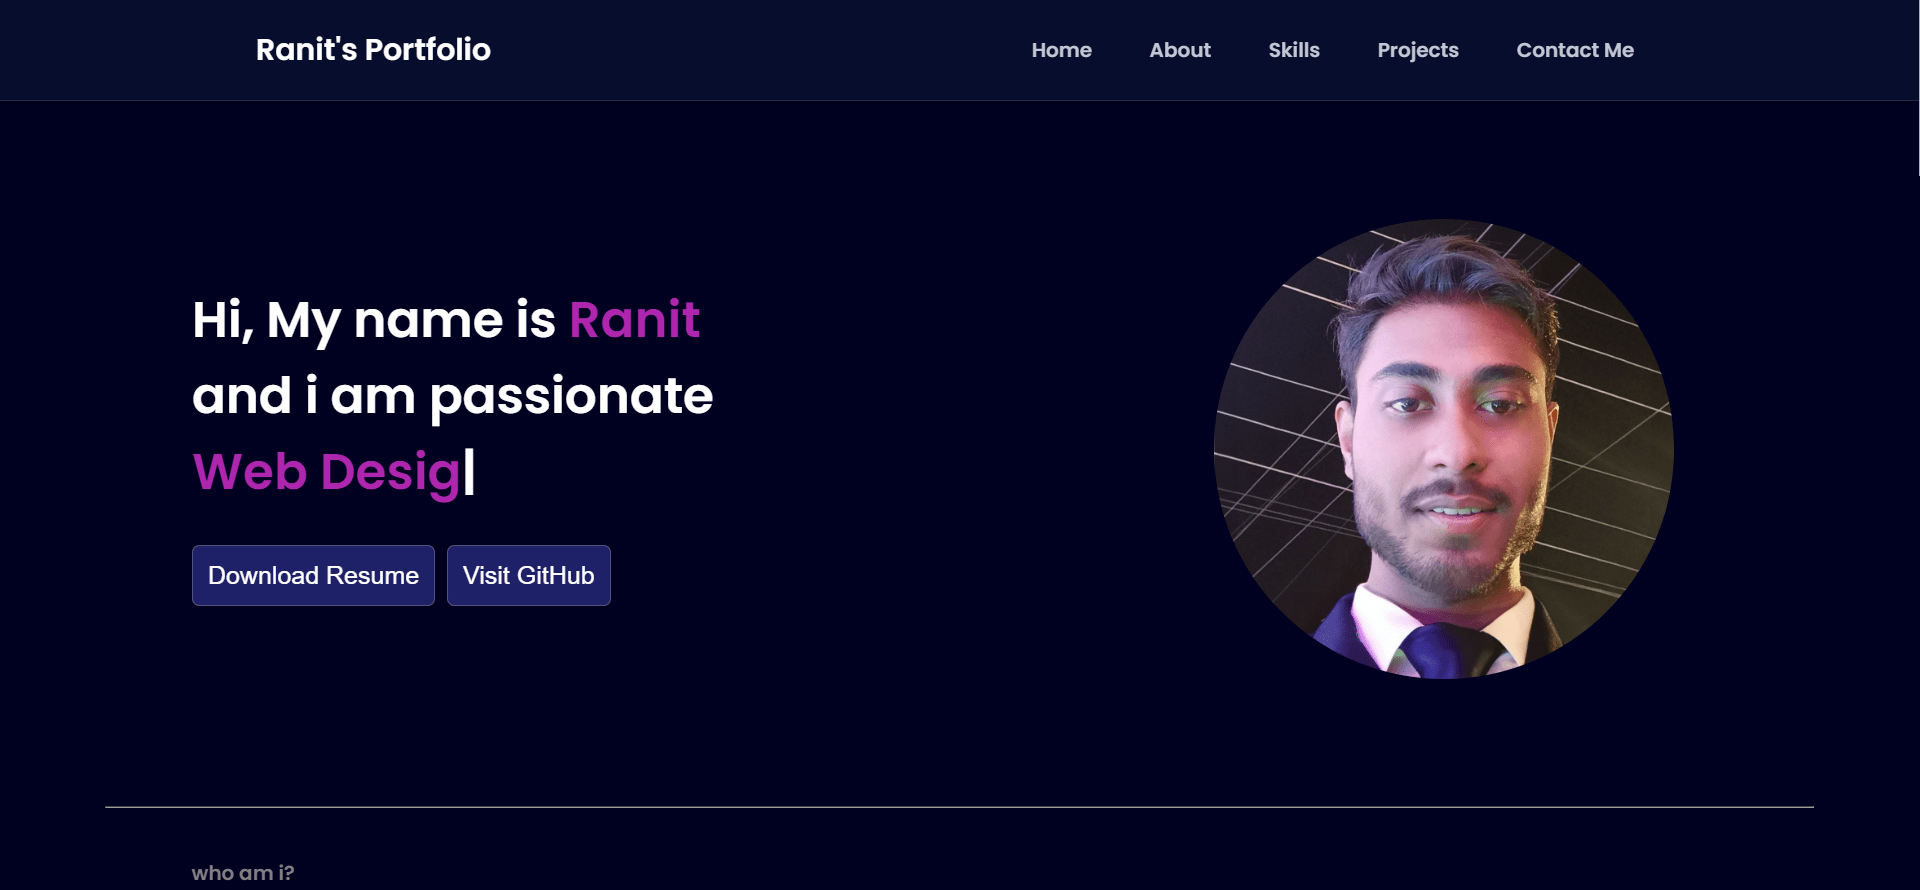 Ranit's Portfolio
Home About Skills Projects Contact Me
Hi, My name is Ranit
and i am passionate
Web Desig|
Download Resume Visit GitHub
who am i?